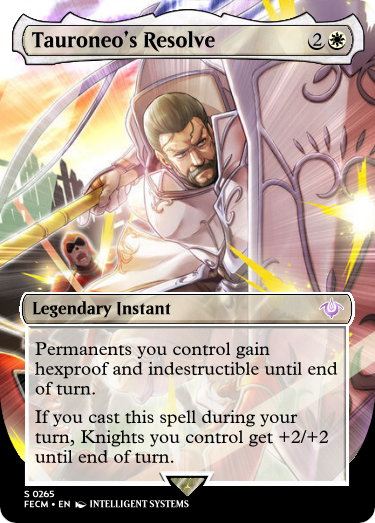 Tauroneo's Resolve 2
Legendary Instant
Permanents you control gain
hexproof and indestructible until end
of turn.
If you cast this spell during your
turn, Knights you control get +2/+2
until end of turn.
S 0265
FECM • EN INTELLIGENT SYSTEMS